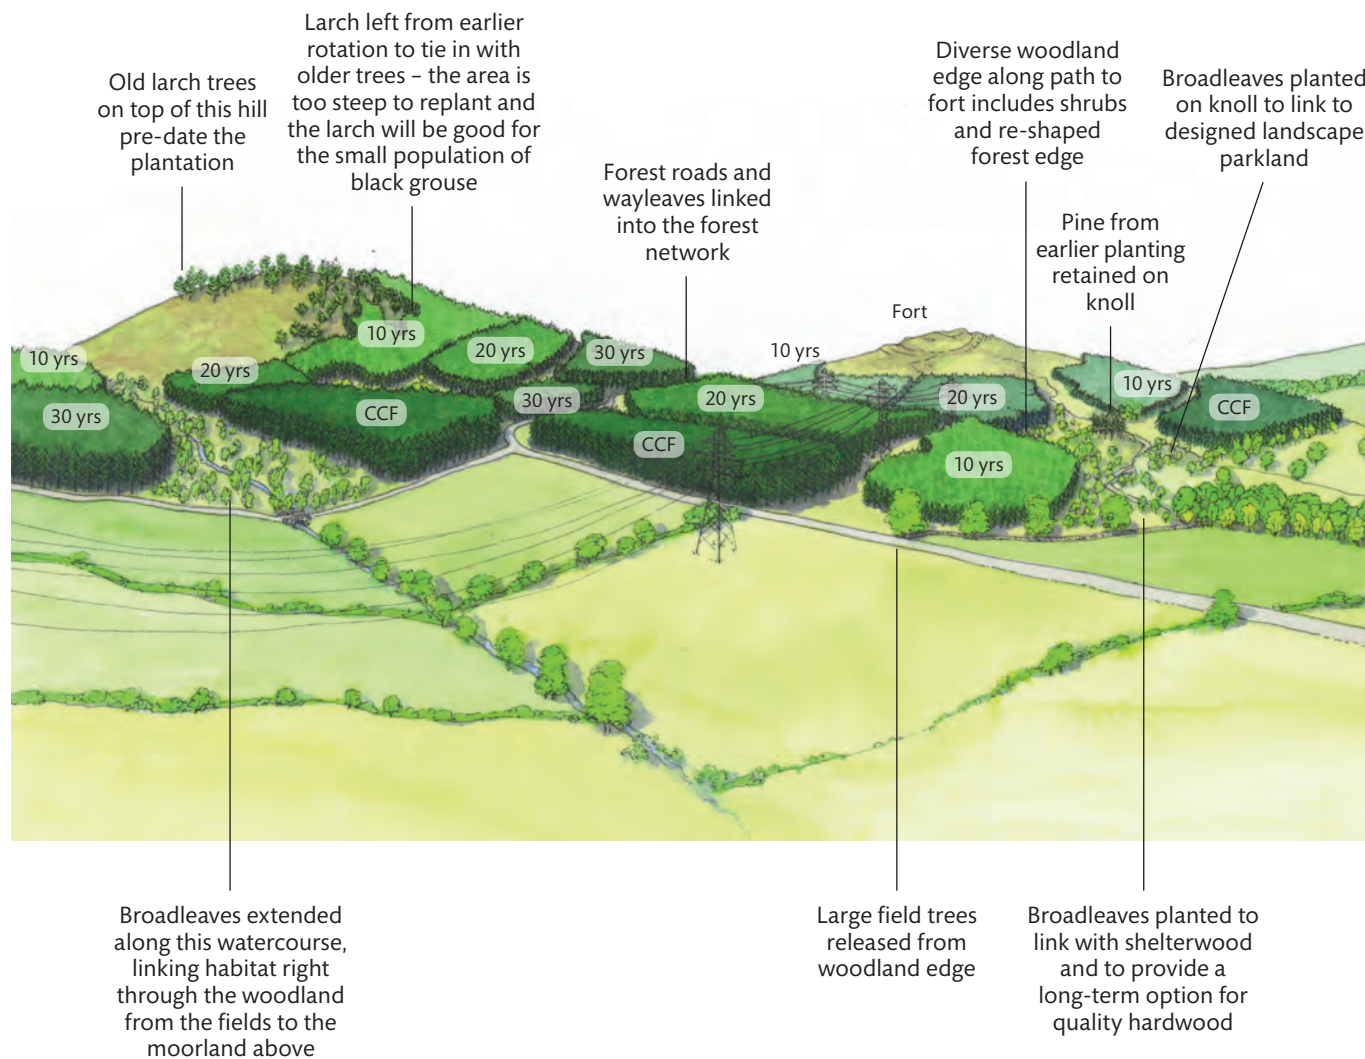 Old larch trees
on top of this hill
pre-date the
plantation
Larch left from earlier
rotation to tie in with
older trees – the area is
too steep to replant and
the larch will be good for
the small population of
black grouse
Forest roads and
wayleaves linked
into the forest
network
Diverse woodland
edge along path to
fort includes shrubs
and re-shaped
forest edge
Broadleaves planted
on knoll to link to
designed landscape
parkland
Pine from
earlier planting
retained on
knoll
Fort
10 yrs
30 yrs
20 yrs
10 yrs
20 yrs
30 yrs
CCF
30 yrs
20 yrs
CCF
10 yrs
20 yrs
10 yrs
10 yrs
CCF
Broadleaves extended
along this watercourse,
linking habitat right
through the woodland
from the fields to the
moorland above
Large field trees
released from
woodland edge
Broadleaves planted to
link with shelterwood
and to provide a
long-term option for
quality hardwood